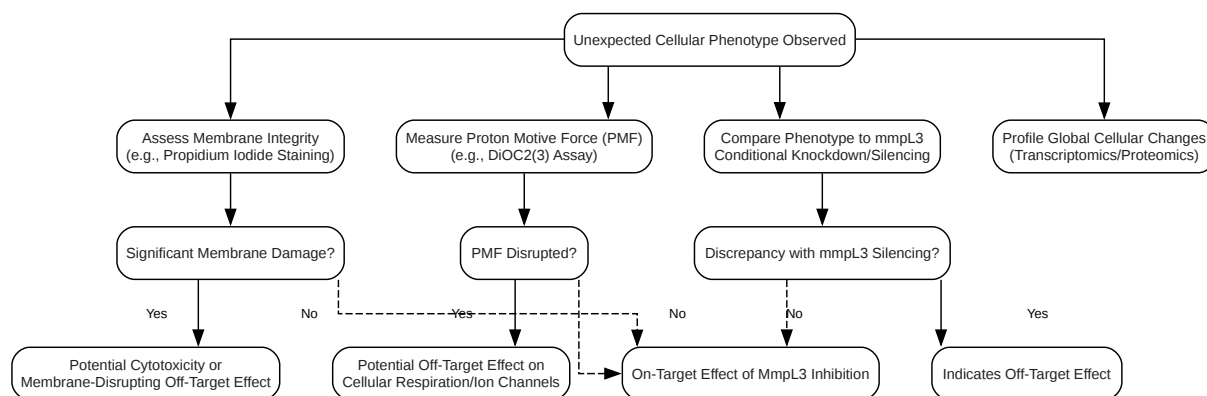 Unexpected Cellular Phenotype Observed
Assess Membrane Integrity
(e.g., Propidium Iodide Staining)
Measure Proton Motive Force (PMF)
(e.g., DiOC2(3) Assay)
Compare Phenotype to mmpL3
Conditional Knockdown/Silencing
Profile Global Cellular Changes
(Transcriptomics/Proteomics)
Significant Membrane Damage?
PMF Disrupted?
Discrepancy with mmpL3 Silencing?
Yes
No
Yes
No
No
Yes
Potential Cytotoxicity or
Membrane-Disrupting Off-Target Effect
Potential Off-Target Effect on
Cellular Respiration/Ion Channels
On-Target Effect of MmpL3 Inhibition
Indicates Off-Target Effect